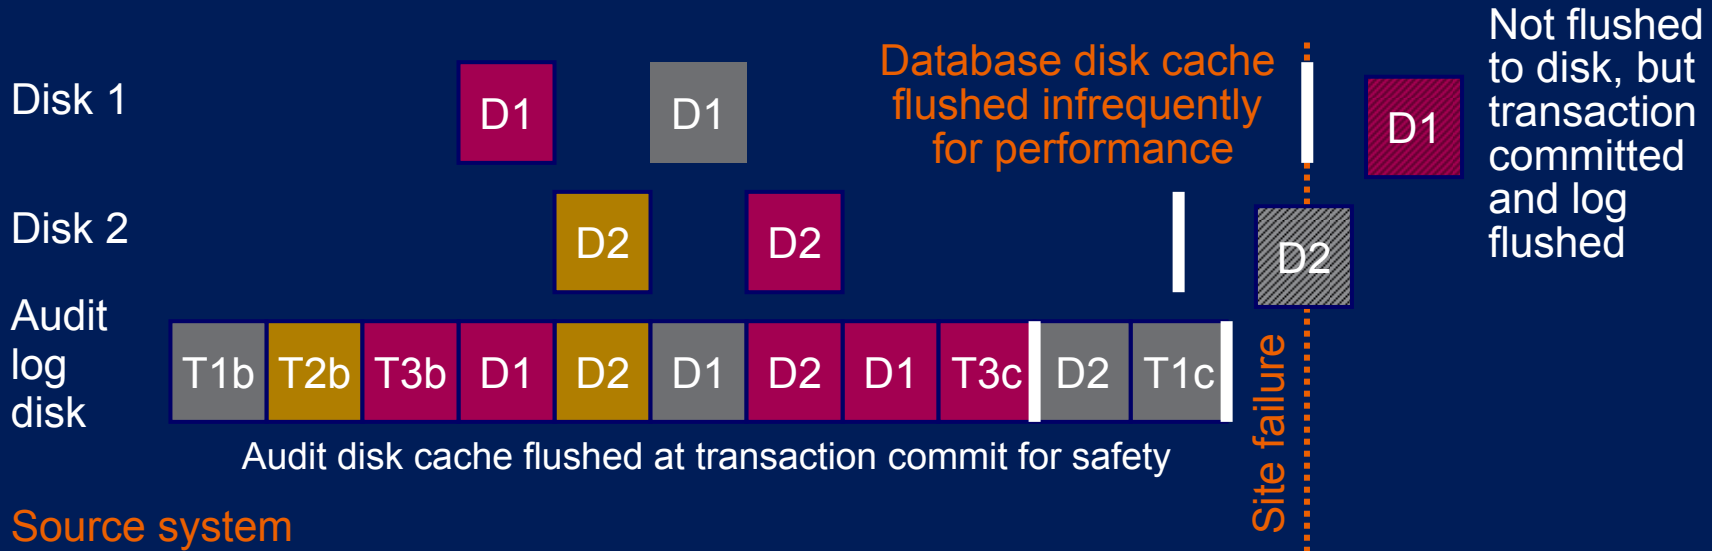 Disk 1
D1
D1
Database disk cache
flushed infrequently
for performance
D1
Not flushed
to disk, but
transaction
committed
and log
flushed
Disk 2
D2
D2
D2
Audit
log
disk
T1b T2b T3b D1 D2 D1 D2 D1 T3c D2 T1c
Audit disk cache flushed at transaction commit for safety
Site failure
Source system